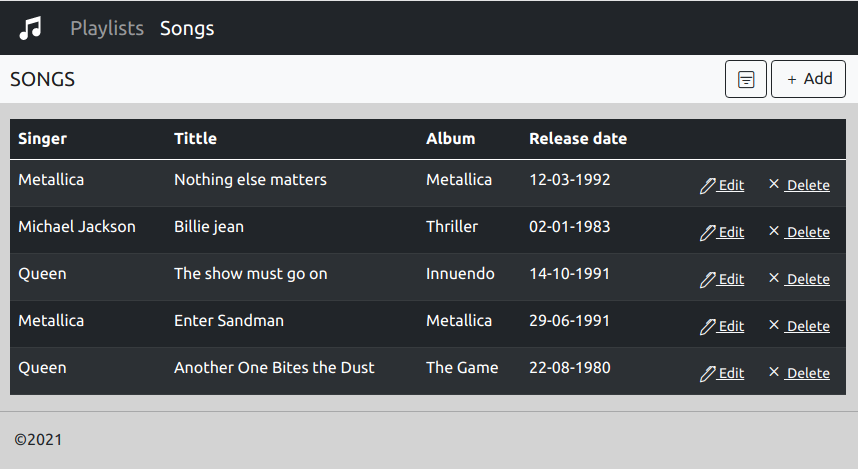 Playlists Songs
SONGS + Add
Singer Tittle Album Release date
Metallica Nothing else matters Metallica 12-03-1992 Edit × Delete
Michael Jackson Billie jean Thriller 02-01-1983 Edit × Delete
Queen The show must go on Innuendo 14-10-1991 Edit × Delete
Metallica Enter Sandman Metallica 29-06-1991 Edit × Delete
Queen Another One Bites the Dust The Game 22-08-1980 Edit × Delete
©2021